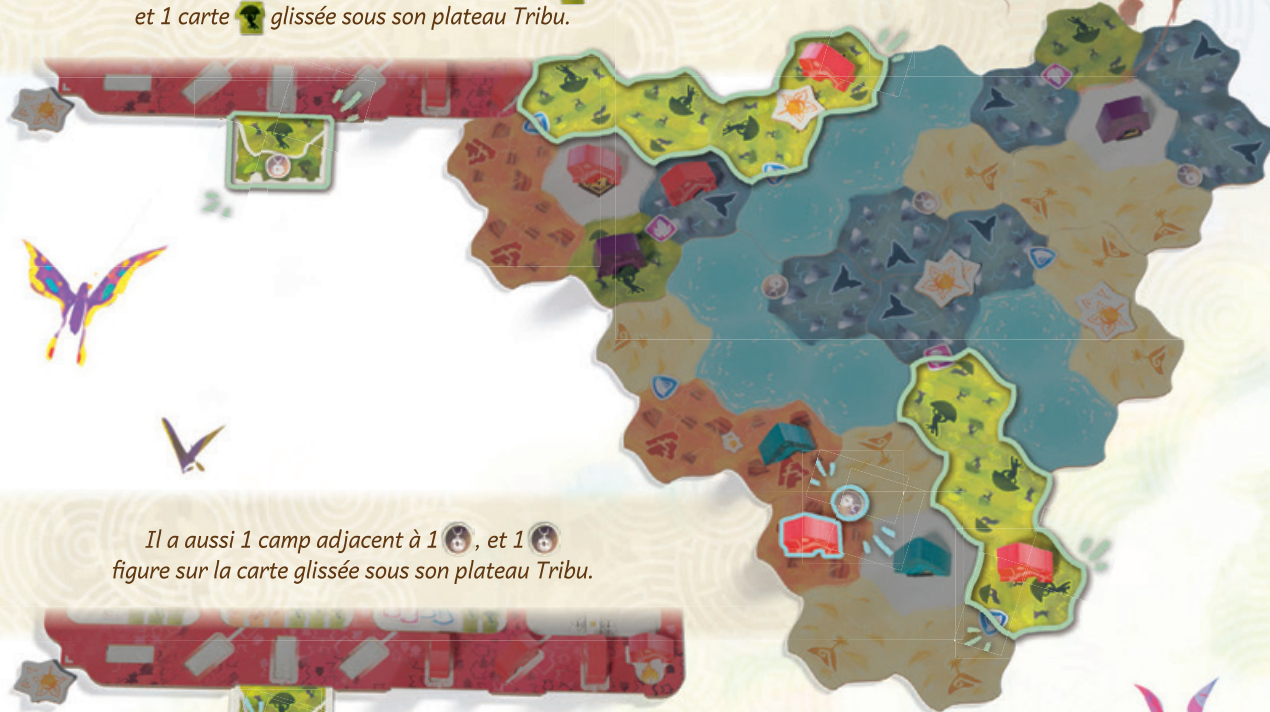 et 1 carte glissée sous son plateau Tribu.
Il a aussi 1 camp adjacent à 1 , et 1
figure sur la carte glissée sous son plateau Tribu.